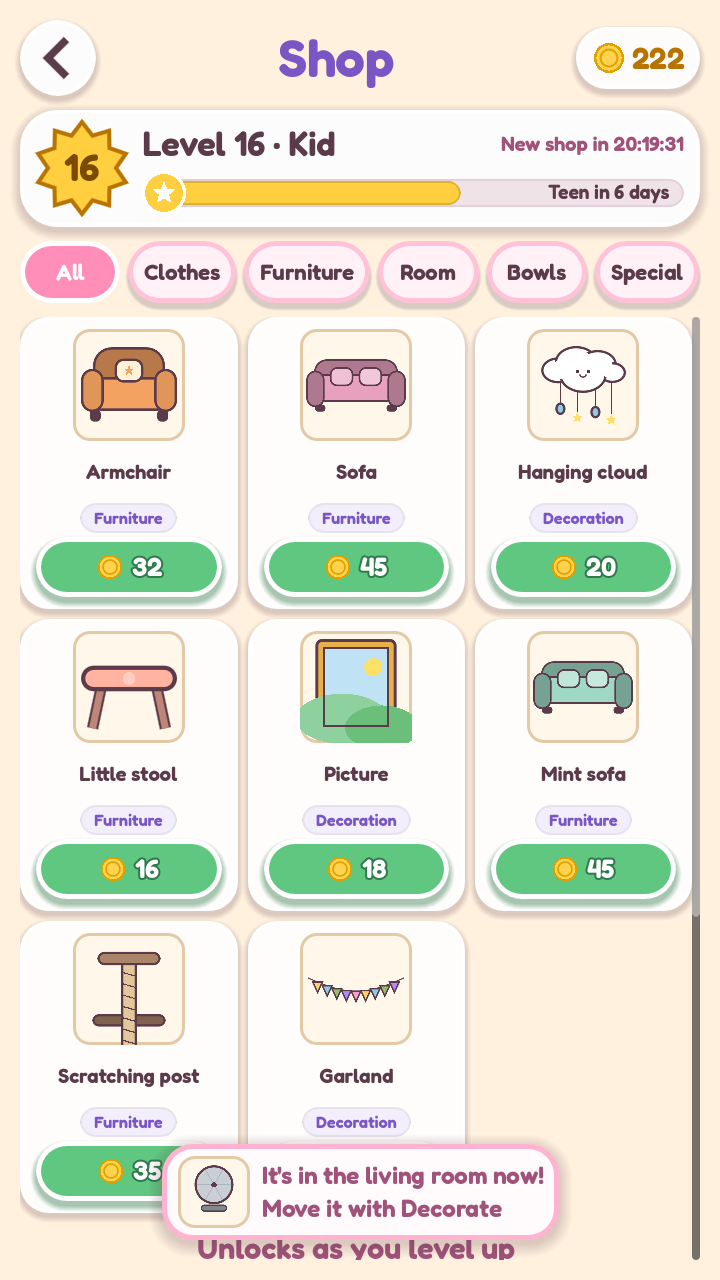 Shop
222
16
Level 16 · Kid
New shop in 20:19:31
Teen in 6 days
All
Clothes
Furniture
Room
Bowls
Special
Armchair
Furniture
32
Sofa
Furniture
45
Hanging cloud
Decoration
20
Little stool
Furniture
16
Picture
Decoration
18
Mint sofa
Furniture
45
Scratching post
Furniture
35
Garland
Decoration
It's in the living room now!
Move it with Decorate
Unlocks as you level up